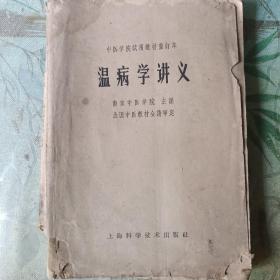 中医学院试用教材重订本
温病学讲义
南京中医学院 主编
全国中医教材会议审定
上海科学技术出版社